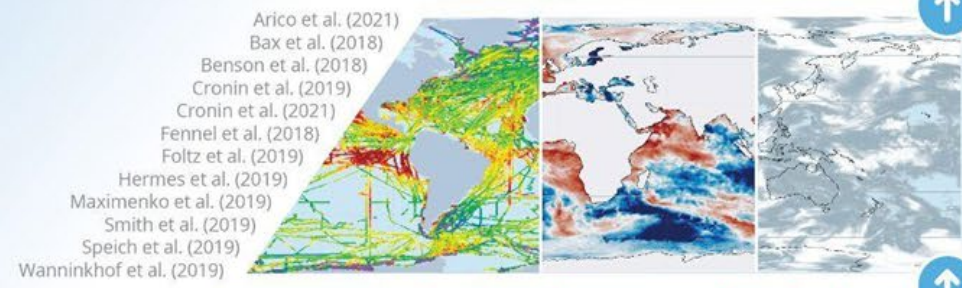 Arico et al. (2021)
Bax et al. (2018)
Benson et al. (2018)
Cronin et al. (2019)
Cronin et al. (2021)
Fennel et al. (2018)
Foltz et al. (2019)
Hermes et al. (2019)
Maximenko et al. (2019)
Smith et al. (2019)
Speich et al. (2019)
Wanninkhof et al. (2019)